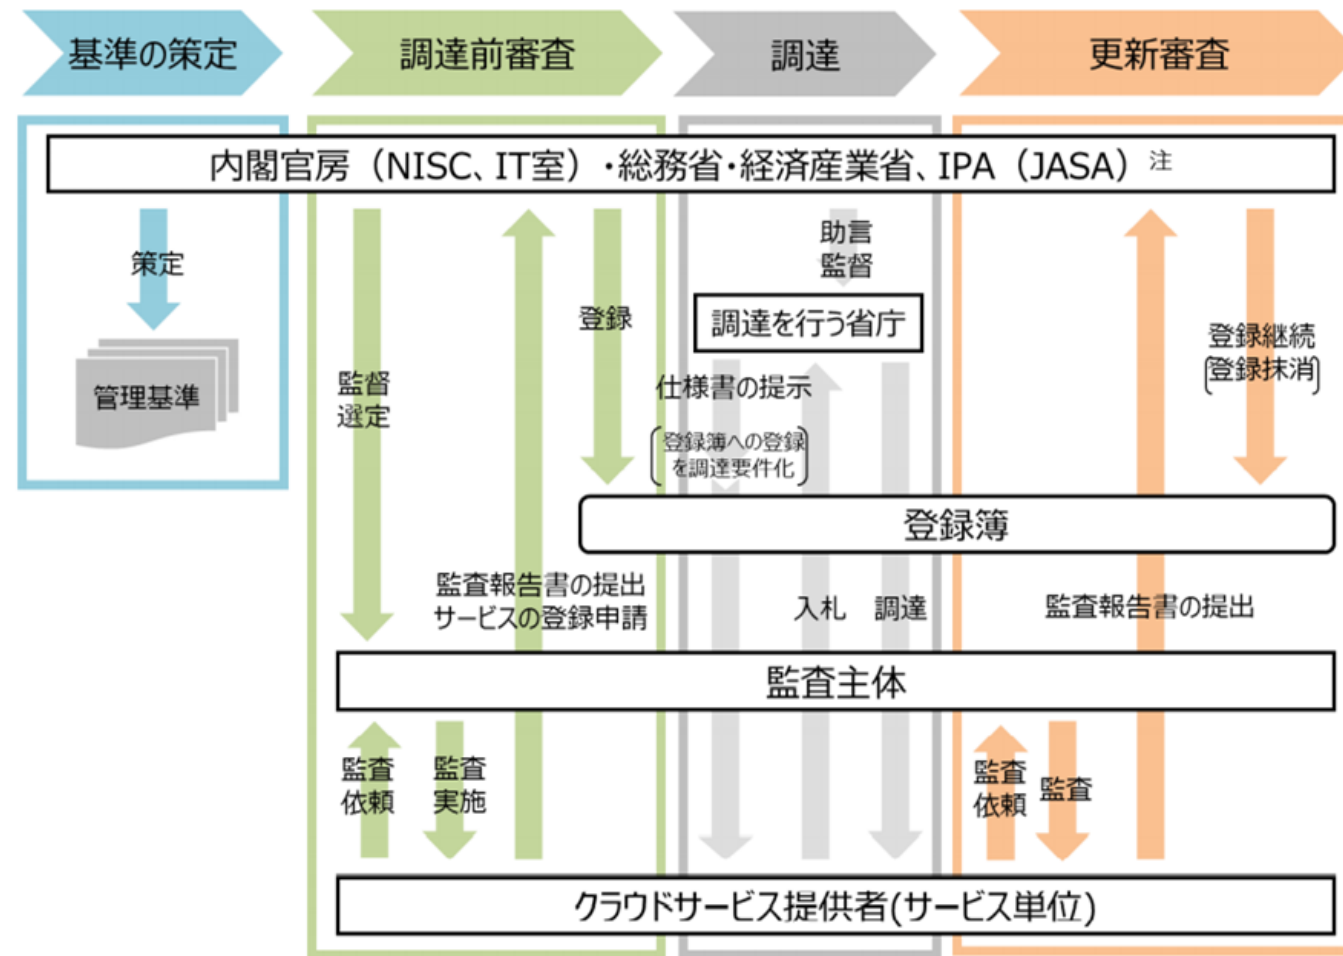 基準の策定
調達前審査
調達
更新審査
内閣官房（NISC、IT室）・総務省・経済産業省、IPA（JASA）注
策定
管理基準
監督
選定
登録
監査報告書の提出
サービスの登録申請
監査
依頼
監査
実施
助言
監督
調達を行う省庁
仕様書の提示
登録簿への登録
を調達要件化
入札
調達
登録継続
登録抹消
登録簿
監査報告書の提出
監査主体
監査
依頼
監査
クラウドサービス提供者(サービス単位)